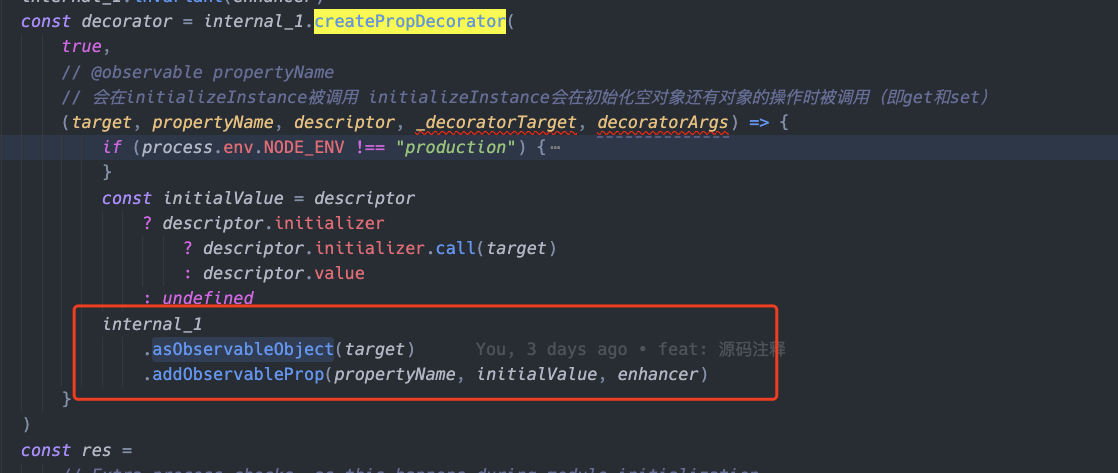 internal_1.invariant(enhancer)
const decorator = internal_1.createPropDecorator(
true,
// @observable propertyName
// 会在initializeInstance被调用 initializeInstance会在初始化空对象还有对象的操作时被调用（即get和set）
(target, propertyName, descriptor, _decoratorTarget, decoratorArgs) => {
if (process.env.NODE_ENV !== "production") {⋯
}
const initialValue = descriptor
? descriptor.initializer
? descriptor.initializer.call(target)
: descriptor.value
: undefined
internal_1
.asObservableObject(target) You, 3 days ago • feat: 源码注释
.addObservableProp(propertyName, initialValue, enhancer)
}
)
const res =
// Extra process checks, as this happens during module initialization